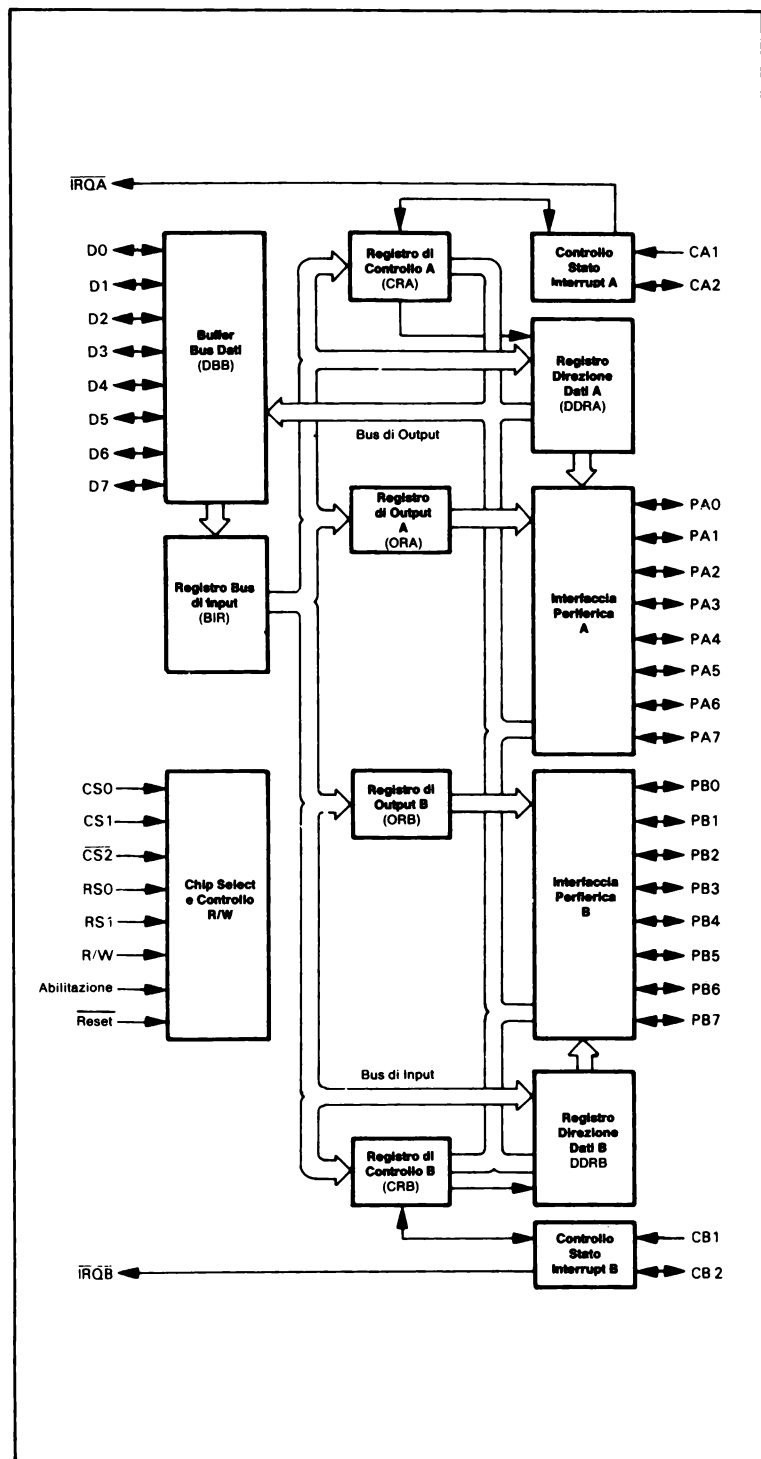 IRQA
D0
D1
D2
D3
D4
D5
D6
D7
Buffer
Bus Dati
(DBB)
Registro di
Controllo A
(CRA)
Controllo
Stato
Interrupt A
CA1
CA2
Registro
Direzione
Dati A
(DDRA)
Bus di Output
Registro
di Output
A
(ORA)
Registro Bus
di Input
(BIR)
Interfaccia
Periferica
A
PA0
PA1
PA2
PA3
PA4
PA5
PA6
PA7
CS0
CS1
CS2
RS0
RS1
R/W
Abilitazione
Reset
Chip Select
e Controllo
R/W
Registro di
Output B
(ORB)
Interfaccia
Periferica
B
PB0
PB1
PB2
PB3
PB4
PB5
PB6
PB7
Bus di Input
Registro
Direzione
Dati B
DDRB
Registro di
Controllo B
(CRB)
Controllo
Stato
Interrupt B
CB1
CB2
IRQB